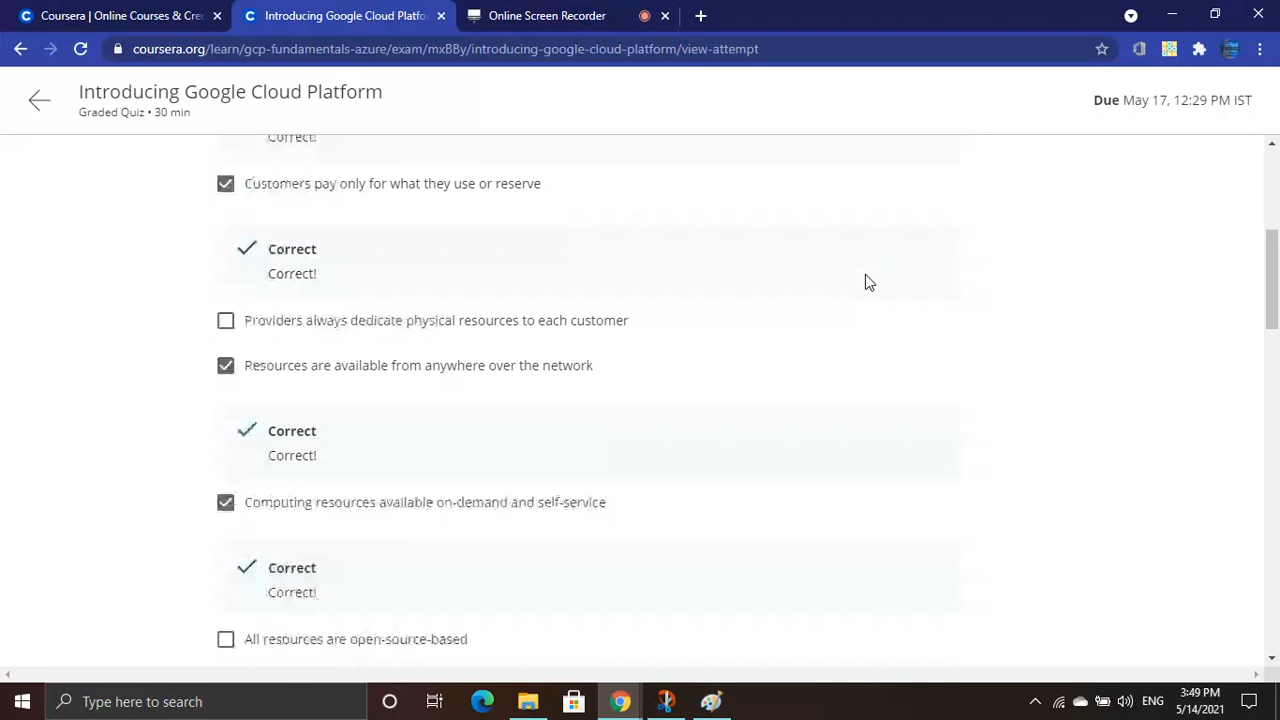 Coursera | Online Courses & Cre
Introducing Google Cloud Platfo
Online Screen Recorder
coursera.org/learn/gcp-fundamentals-azure/exam/mxBBy/introducing-google-cloud-platform/view-attempt
Introducing Google Cloud Platform
Graded Quiz • 30 min
Due May 17, 12:29 PM IST
Correct!
Customers pay only for what they use or reserve
Correct
Correct!
Providers always dedicate physical resources to each customer
Resources are available from anywhere over the network
Correct
Correct!
Computing resources available on-demand and self-service
Correct
Correct!
All resources are open-source-based
Type here to search
ENG
3:49 PM
5/14/2021